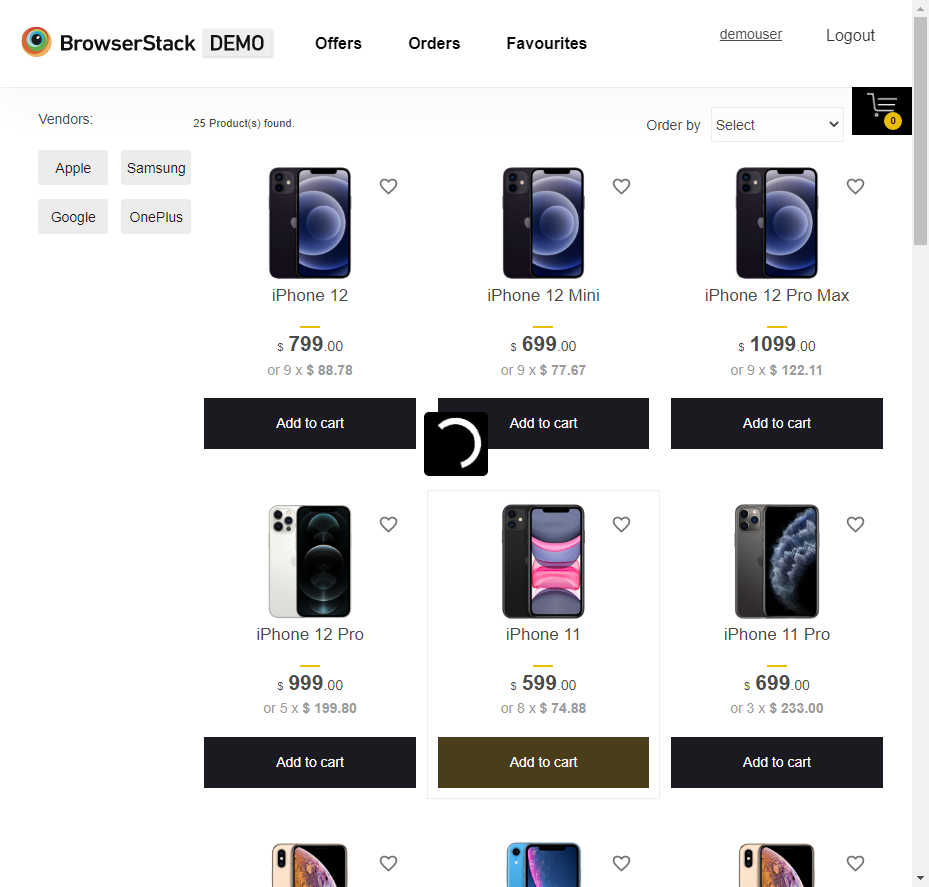 BrowserStack DEMO Offers Orders Favourites demouser Logout
0
Vendors:
25 Product(s) found.
Order by Select
Apple Samsung
Google OnePlus
iPhone 12 iPhone 12 Mini iPhone 12 Pro Max
$ 799.00 $ 699.00 $ 1099.00
or 9 x $ 88.78 or 9 x $ 77.67 or 9 x $ 122.11
Add to cart Add to cart Add to cart
iPhone 12 Pro iPhone 11 iPhone 11 Pro
$ 999.00 $ 599.00 $ 699.00
or 5 x $ 199.80 or 8 x $ 74.88 or 3 x $ 233.00
Add to cart Add to cart Add to cart